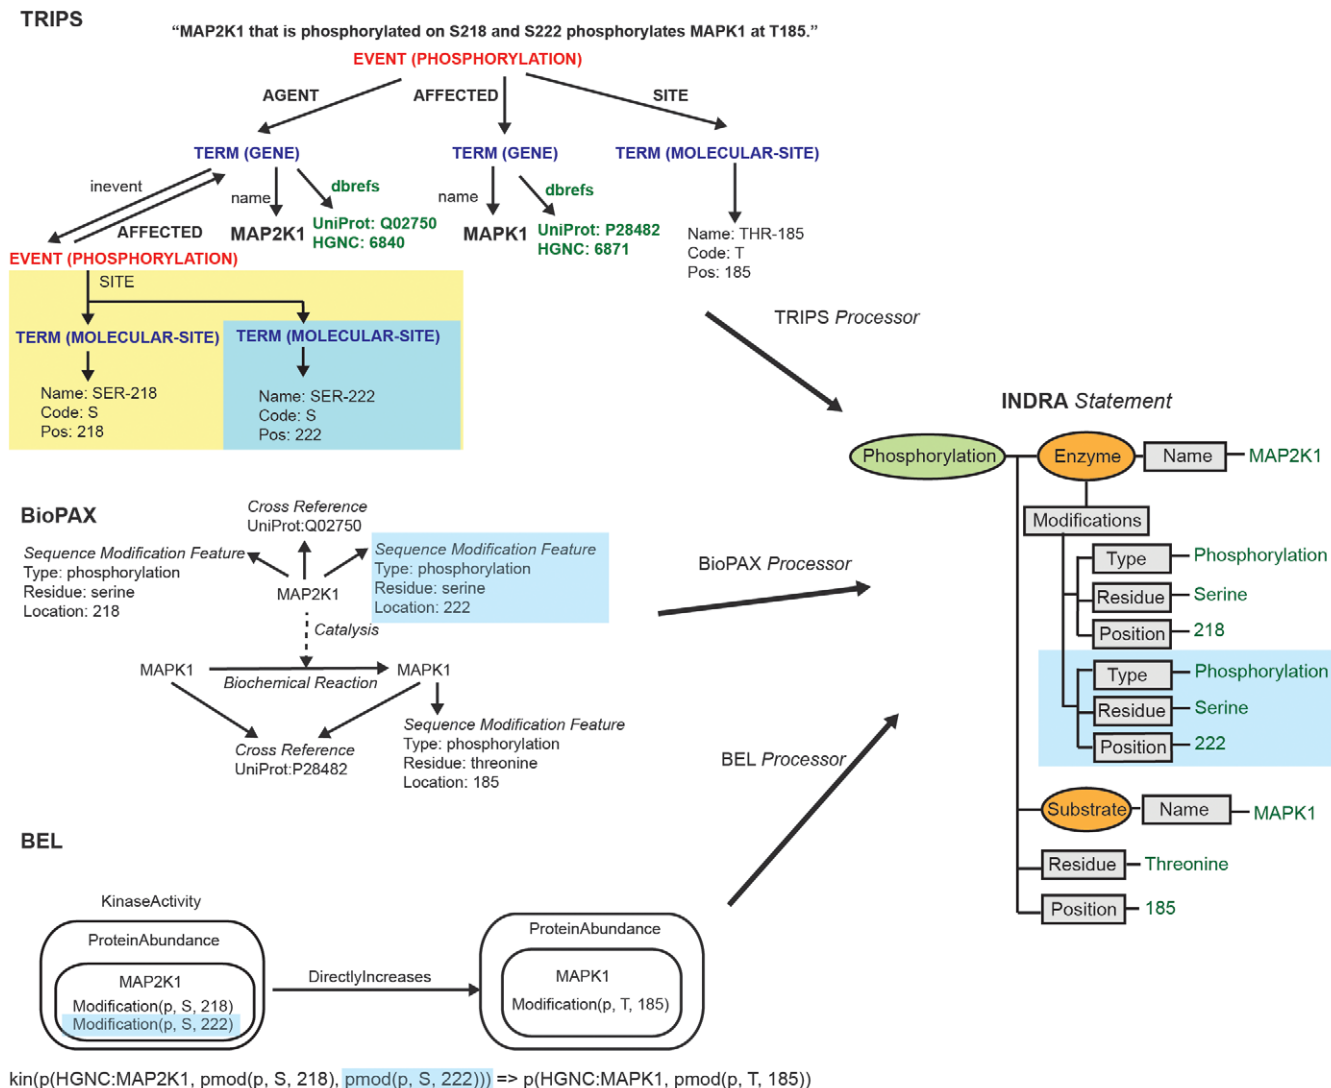 TRIPS
“MAP2K1 that is phosphorylated on S218 and S222 phosphorylates MAPK1 at T185.”
EVENT (PHOSPHORYLATION)
AGENT
AFFECTED
SITE
TERM (GENE)
TERM (GENE)
TERM (MOLECULAR-SITE)
inevent
AFFECTED
name
dbrefs
MAP2K1
UniProt: Q02750
HGNC: 6840
name
dbrefs
MAPK1
UniProt: P28482
HGNC: 6871
Name: THR-185
Code: T
Pos: 185
EVENT (PHOSPHORYLATION)
SITE
TERM (MOLECULAR-SITE)
TERM (MOLECULAR-SITE)
Name: SER-218
Code: S
Pos: 218
Name: SER-222
Code: S
Pos: 222
TRIPS Processor
BioPAX
Cross Reference
UniProt:Q02750
Sequence Modification Feature
Type: phosphorylation
Residue: serine
Location: 218
MAP2K1
Sequence Modification Feature
Type: phosphorylation
Residue: serine
Location: 222
Catalysis
MAPK1
Biochemical Reaction
MAPK1
Cross Reference
UniProt:P28482
Sequence Modification Feature
Type: phosphorylation
Residue: threonine
Location: 185
BioPAX Processor
BEL
KinaseActivity
ProteinAbundance
MAP2K1
Modification(p, S, 218)
Modification(p, S, 222)
DirectlyIncreases
ProteinAbundance
MAPK1
Modification(p, T, 185)
BEL Processor
kin(p(HGNC:MAP2K1, pmod(p, S, 218), pmod(p, S, 222))) => p(HGNC:MAPK1, pmod(p, T, 185))
INDRA Statement
Phosphorylation
Enzyme
Name
MAP2K1
Modifications
Type
Phosphorylation
Residue
Serine
Position
218
Type
Phosphorylation
Residue
Serine
Position
222
Substrate
Name
MAPK1
Residue
Threonine
Position
185